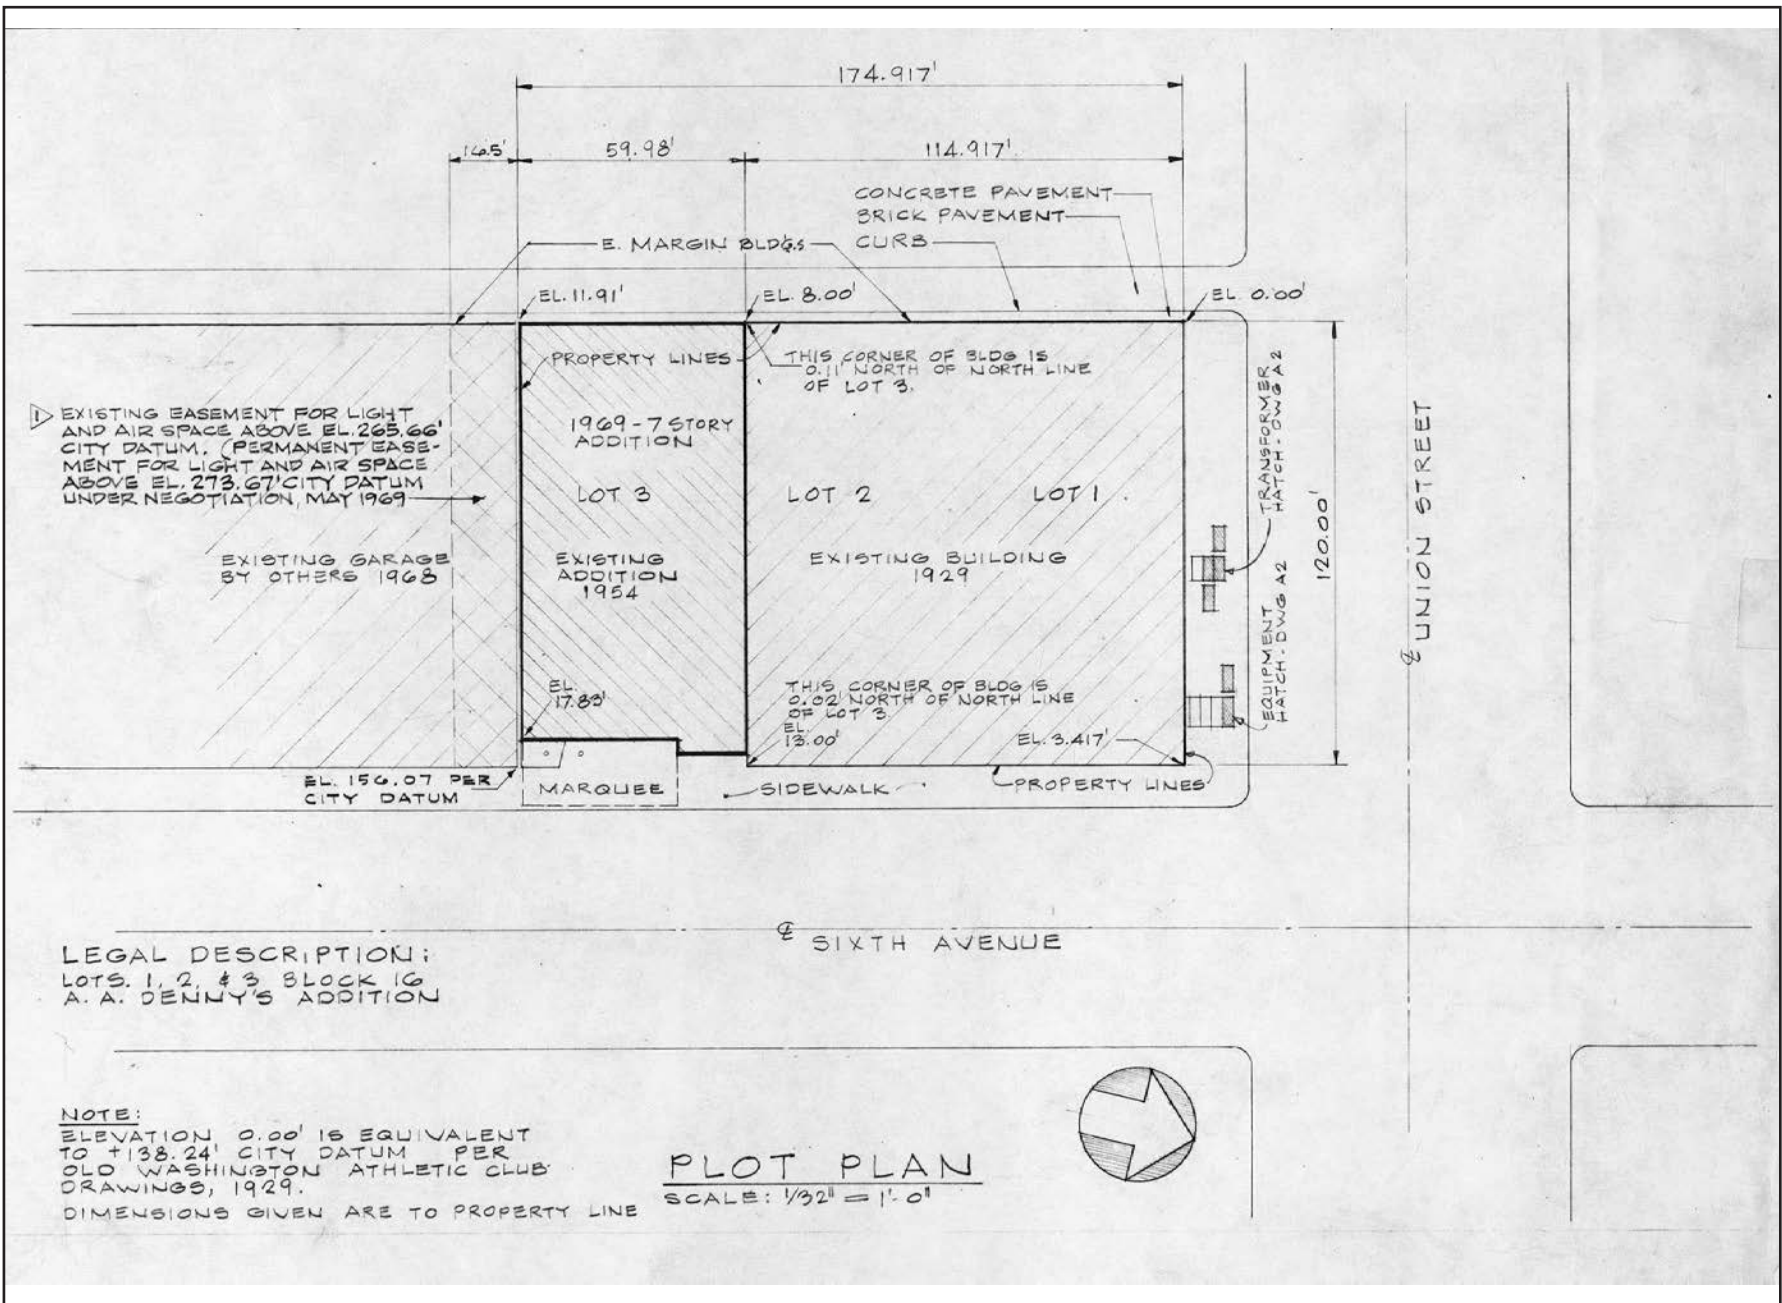 174.917'
16.5'
59.98'
114.917'
CONCRETE PAVEMENT
BRICK PAVEMENT
CURB
E. MARGIN BLDG.S
EL. 11.91'
EL. 8.00'
EL. 0.00'
PROPERTY LINES
THIS CORNER OF BLDG IS
0.11' NORTH OF NORTH LINE
OF LOT 3.
1 EXISTING EASEMENT FOR LIGHT
AND AIR SPACE ABOVE EL. 265.66'
CITY DATUM. (PERMANENT EASE-
MENT FOR LIGHT AND AIR SPACE
ABOVE EL. 273.67' CITY DATUM
UNDER NEGOTIATION, MAY 1969
1969-7 STORY
ADDITION
LOT 3
LOT 2
LOT 1
EXISTING GARAGE
BY OTHERS 1968
EXISTING
ADDITION
1954
EXISTING BUILDING
1929
TRANSFORMER
HATCH - DWG A2
EQUIPMENT
HATCH - DWG A2
120.00'
℄ UNION STREET
EL.
17.83'
THIS CORNER OF BLDG IS
0.02' NORTH OF NORTH LINE
OF LOT 3
EL.
13.00'
EL. 3.417'
EL. 156.07 PER
CITY DATUM
MARQUEE
SIDEWALK
PROPERTY LINES
℄ SIXTH AVENUE
LEGAL DESCRIPTION:
LOTS. 1, 2, & 3 BLOCK 16
A. A. DENNY'S ADDITION
NOTE:
ELEVATION 0.00' IS EQUIVALENT
TO +138.24' CITY DATUM PER
OLD WASHINGTON ATHLETIC CLUB
DRAWINGS, 1929.
DIMENSIONS GIVEN ARE TO PROPERTY LINE
PLOT PLAN
SCALE: 1/32" = 1'-0"